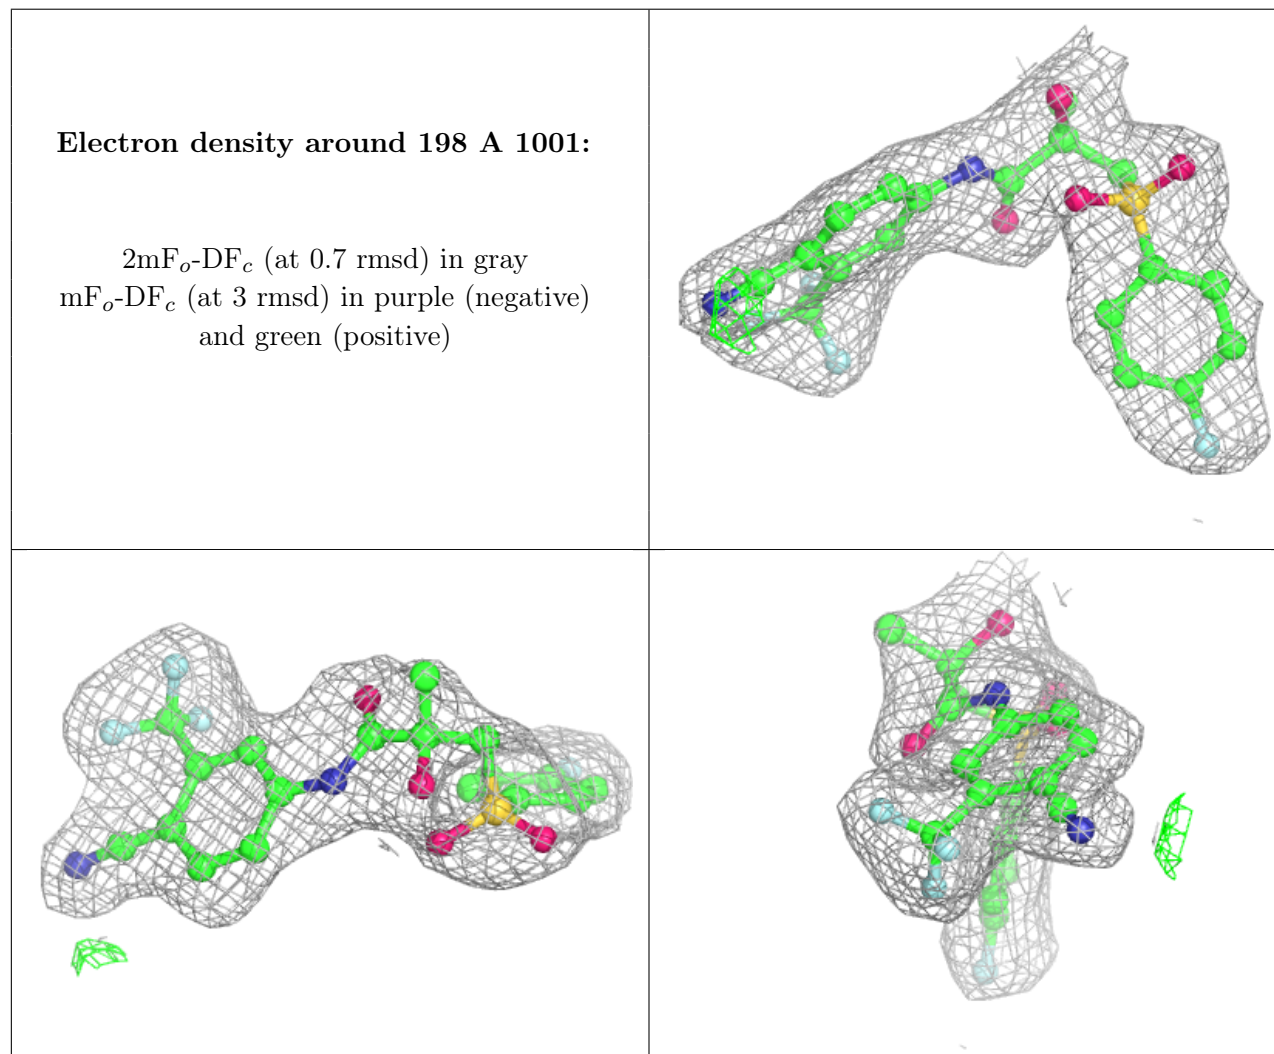 Electron density around 198 A 1001:
2mFo-DFc (at 0.7 rmsd) in gray
mFo-DFc (at 3 rmsd) in purple (negative)
and green (positive)